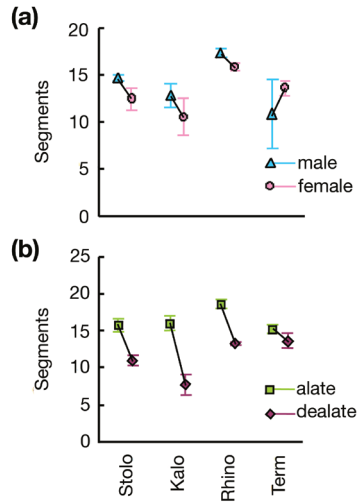 (a)
20
15
10
5
0
Segments
male
female
(b)
25
20
15
10
5
0
Segments
alate
dealate
Stolo
Kalo
Rhino
Term